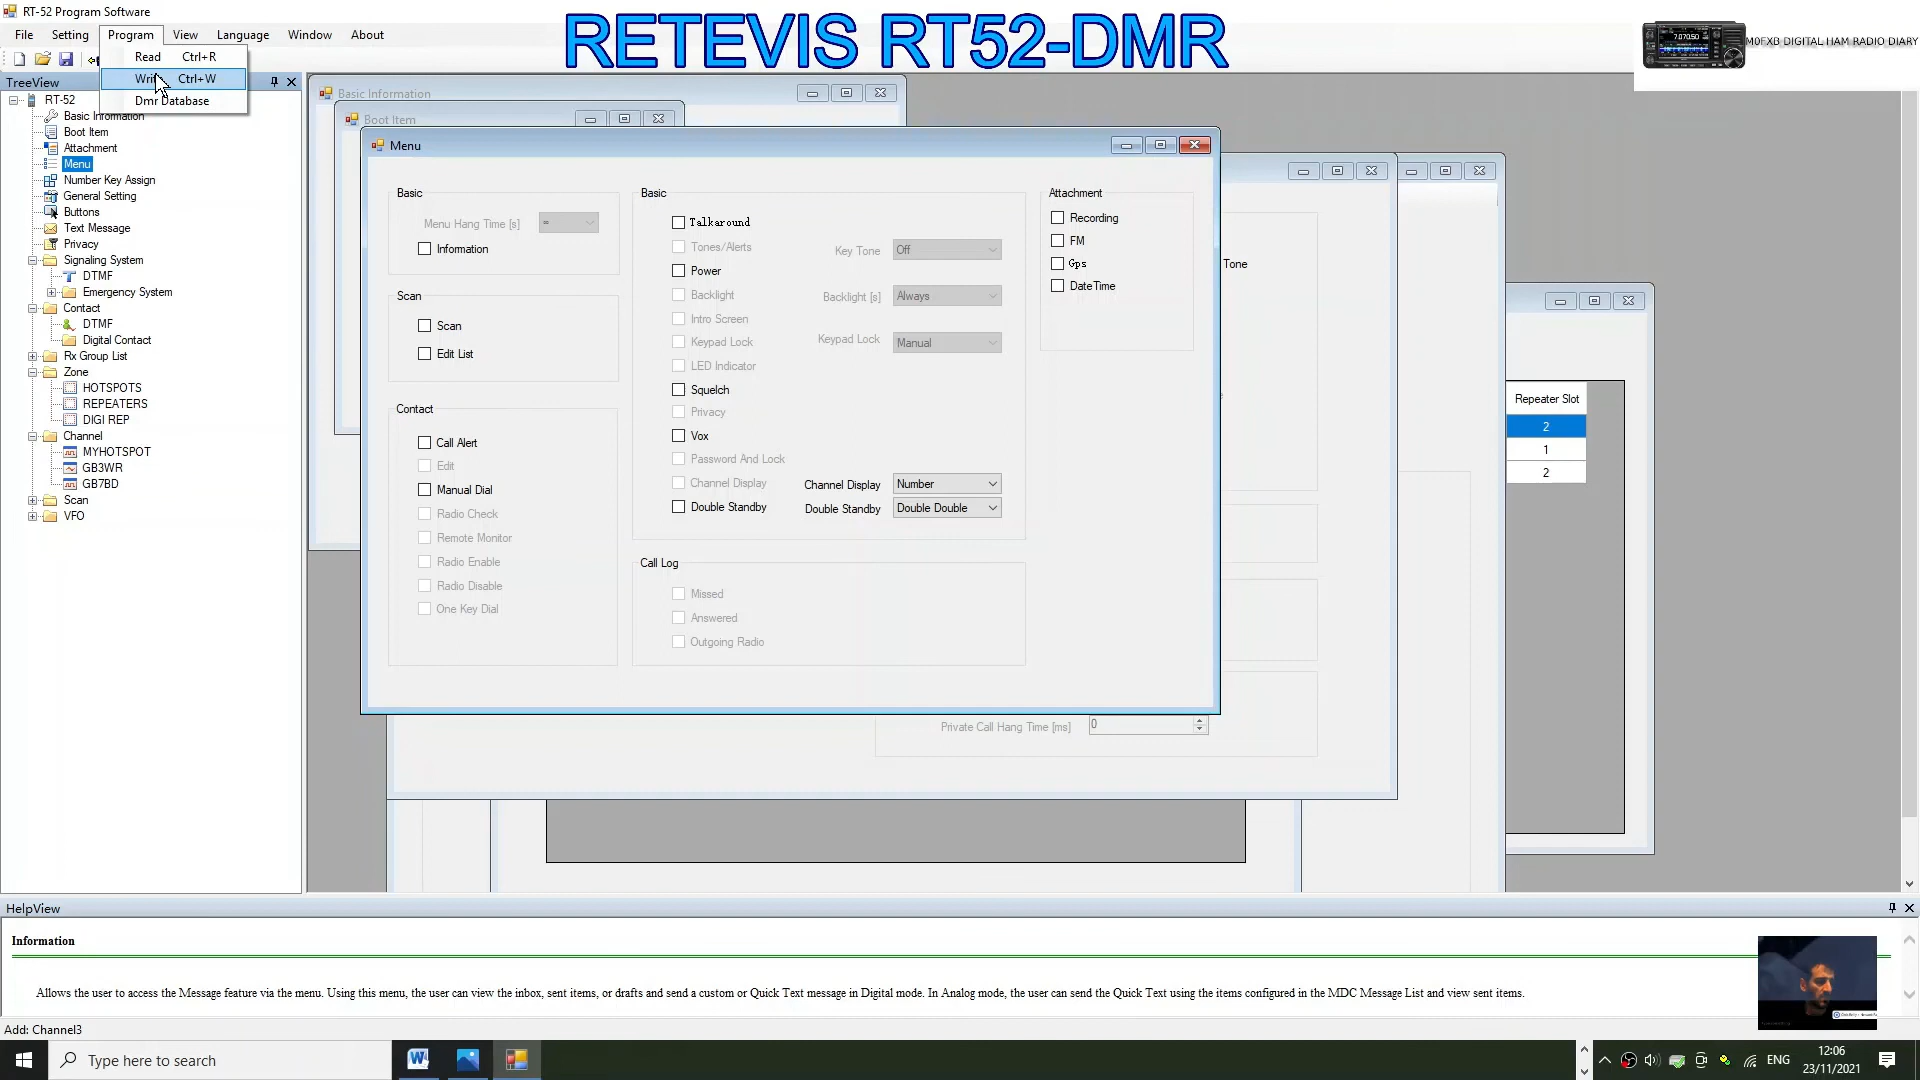 RT-52 Program Software
RETEVIS RT52-DMR
M0FXB DIGITAL HAM RADIO DIARY
7.070.50
File Setting Program View Language Window About
Read Ctrl+R
Write Ctrl+W
Dmr Database
TreeView
RT-52
Basic Information
Boot Item
Attachment
Menu
Number Key Assign
General Setting
Buttons
Text Message
Privacy
Signaling System
DTMF
Emergency System
Contact
DTMF
Digital Contact
Rx Group List
Zone
HOTSPOTS
REPEATERS
DIGI REP
Channel
MYHOTSPOT
GB3WR
GB7BD
Scan
VFO
Basic Information
Boot Item
Menu
Basic
Menu Hang Time [s] ∞
Information
Scan
Scan
Edit List
Contact
Call Alert
Edit
Manual Dial
Radio Check
Remote Monitor
Radio Enable
Radio Disable
One Key Dial
Basic
Talkaround
Tones/Alerts Key Tone Off
Power
Backlight Backlight [s] Always
Intro Screen
Keypad Lock Keypad Lock Manual
LED Indicator
Squelch
Privacy
Vox
Password And Lock
Channel Display Channel Display Number
Double Standby Double Standby Double Double
Call Log
Missed
Answered
Outgoing Radio
Attachment
Recording
FM
Gps
DateTime
Tone
Repeater Slot
2
1
2
Private Call Hang Time [ms] 0
HelpView
Information
Allows the user to access the Message feature via the menu. Using this menu, the user can view the inbox, sent items, or drafts and send a custom or Quick Text message in Digital mode. In Analog mode, the user can send the Quick Text using the items configured in the MDC Message List and view sent items.
Add: Channel3
Type here to search
ENG
12:06
23/11/2021